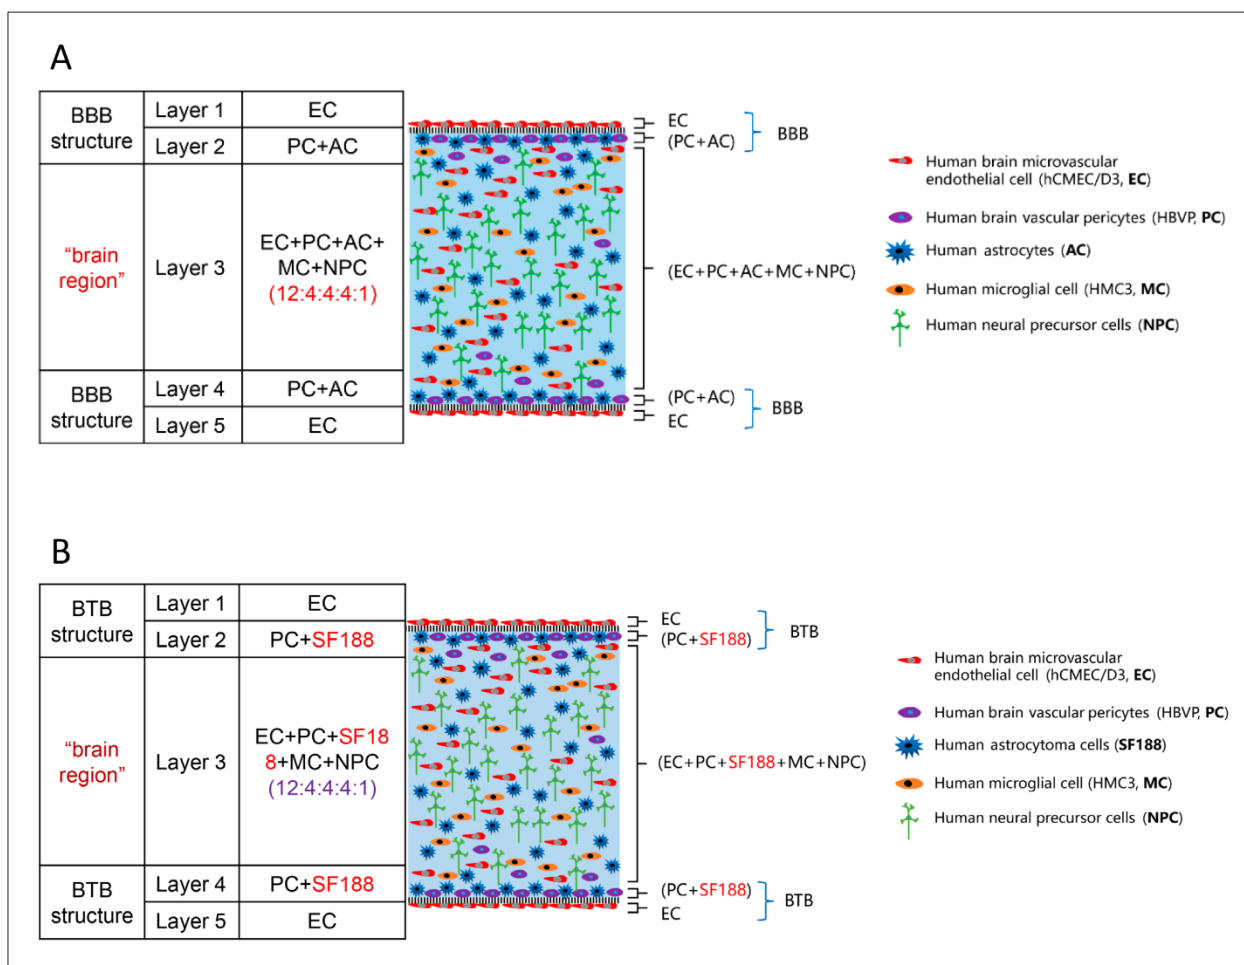 A
BBB
structure
Layer 1
EC
Layer 2
PC+AC
“brain
region”
Layer 3
EC+PC+AC+
MC+NPC
(12:4:4:4:1)
BBB
structure
Layer 4
PC+AC
Layer 5
EC
EC
(PC+AC)
BBB
(EC+PC+AC+MC+NPC)
(PC+AC)
EC
BBB
Human brain microvascular
endothelial cell (hCMEC/D3, EC)
Human brain vascular pericytes (HBVP, PC)
Human astrocytes (AC)
Human microglial cell (HMC3, MC)
Human neural precursor cells (NPC)
B
BTB
structure
Layer 1
EC
Layer 2
PC+SF188
“brain
region”
Layer 3
EC+PC+SF18
8+MC+NPC
(12:4:4:4:1)
BTB
structure
Layer 4
PC+SF188
Layer 5
EC
EC
(PC+SF188)
BTB
(EC+PC+SF188+MC+NPC)
(PC+SF188)
EC
BTB
Human brain microvascular
endothelial cell (hCMEC/D3, EC)
Human brain vascular pericytes (HBVP, PC)
Human astrocytoma cells (SF188)
Human microglial cell (HMC3, MC)
Human neural precursor cells (NPC)